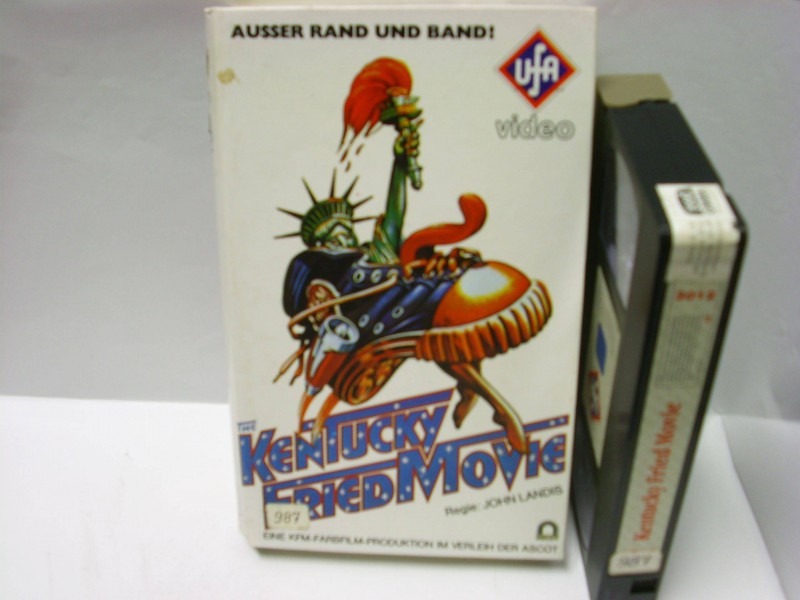 AUSSER RAND UND BAND!
UFA
video
THE
KENTUCKY
FRIED MOVIE
Regie: JOHN LANDIS
987
EINE KFM-FARBFILM-PRODUKTION IM VERLEIH DER ASCOT
Kentucky Fried Movie
987